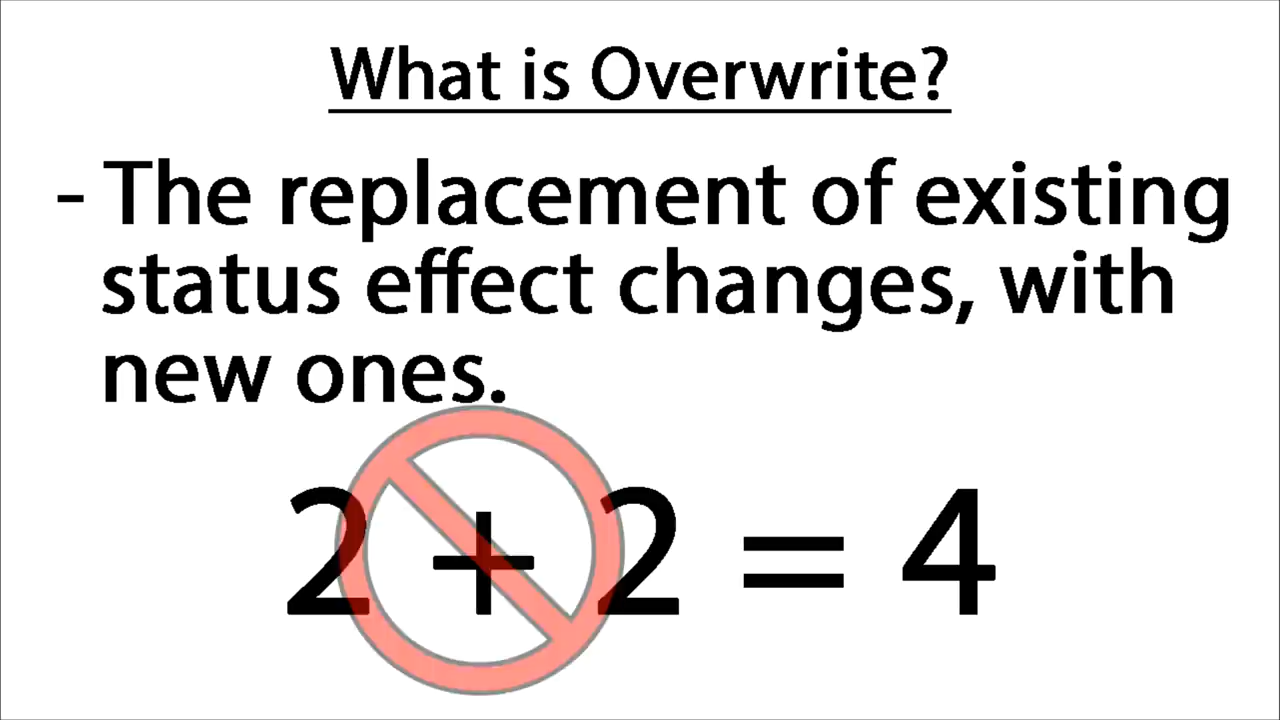 What is Overwrite?
- The replacement of existing
status effect changes, with
new ones.
2 + 2 = 4